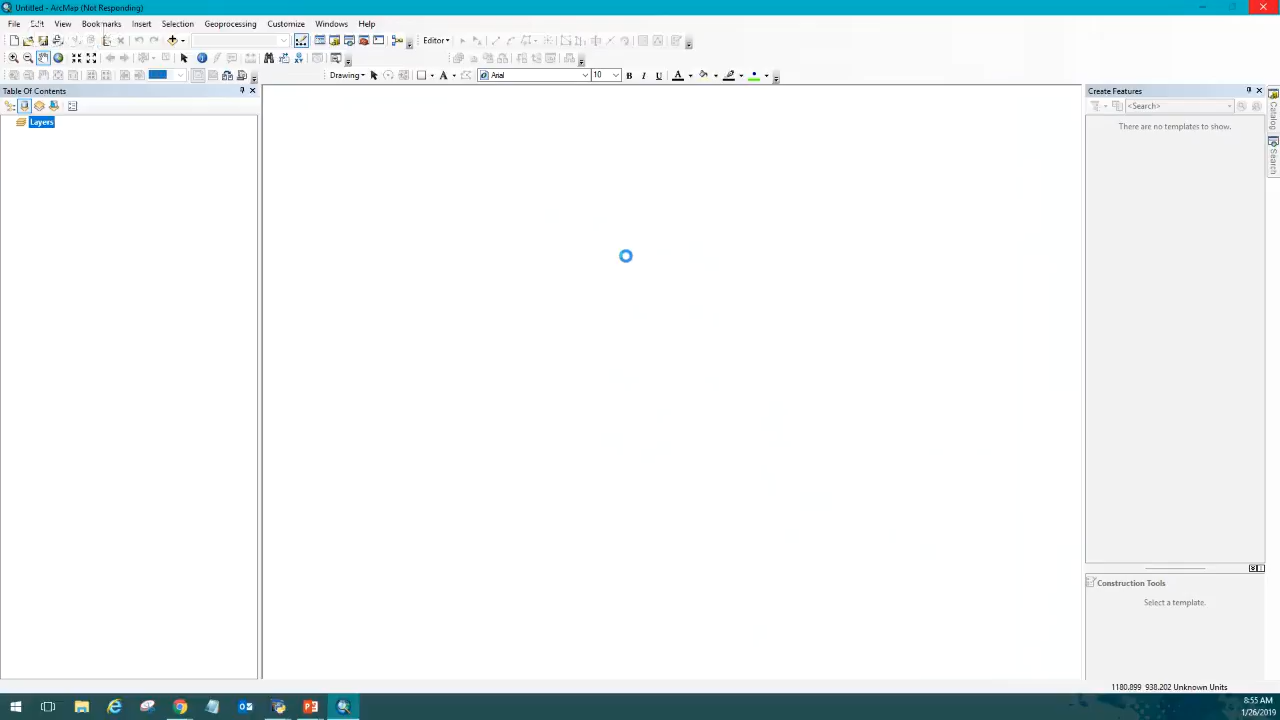 Untitled - ArcMap (Not Responding)
File Edit View Bookmarks Insert Selection Geoprocessing Customize Windows Help
Editor
Drawing Arial 10 B I U A
Table Of Contents
Layers
Create Features
<Search>
There are no templates to show.
Catalog
Search
Construction Tools
Select a template.
1180.899 938.202 Unknown Units
8:55 AM
1/26/2019